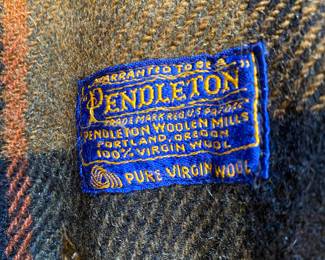 "WARRANTED TO BE A"
"PENDLETON"
TRADE MARK REG. U.S. PAT. OFF.
PENDLETON WOOLEN MILLS
PORTLAND, OREGON
100% VIRGIN WOOL
PURE VIRGIN WOOL